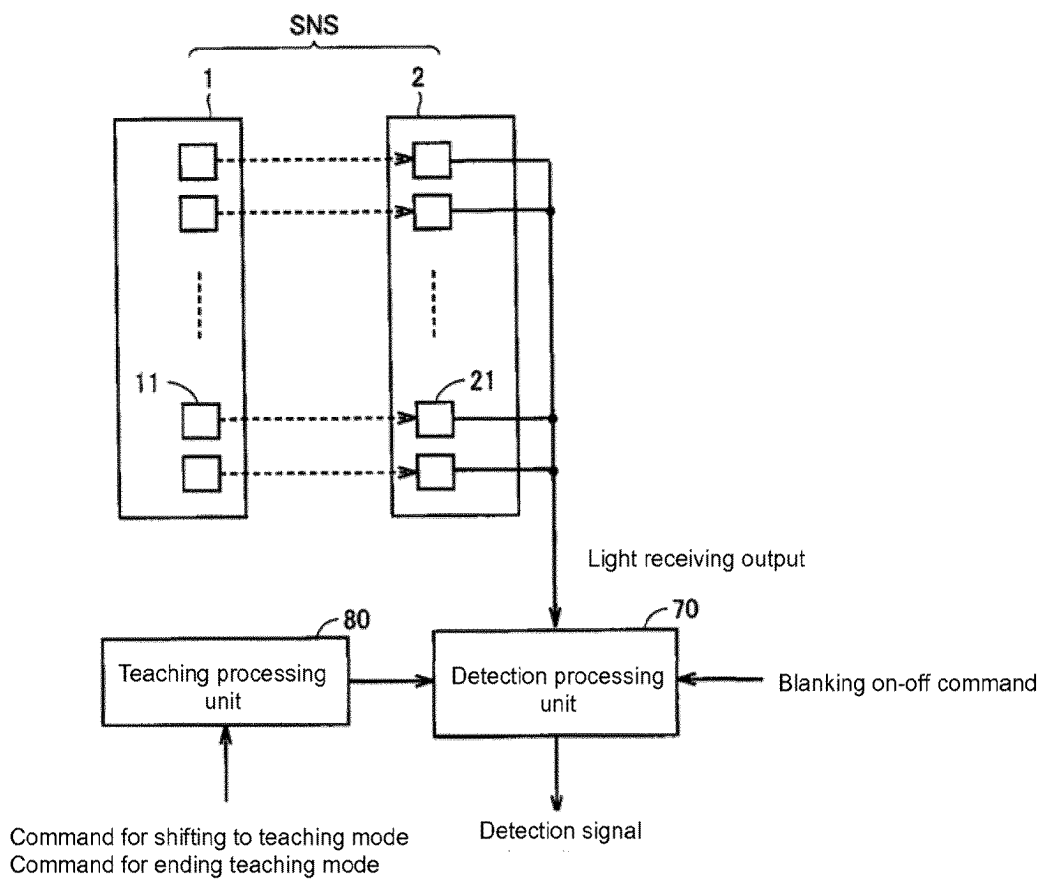 SNS
1
2
11
21
Light receiving output
80
70
Teaching processing
unit
Detection processing
unit
Blanking on-off command
Command for shifting to teaching mode
Command for ending teaching mode
Detection signal